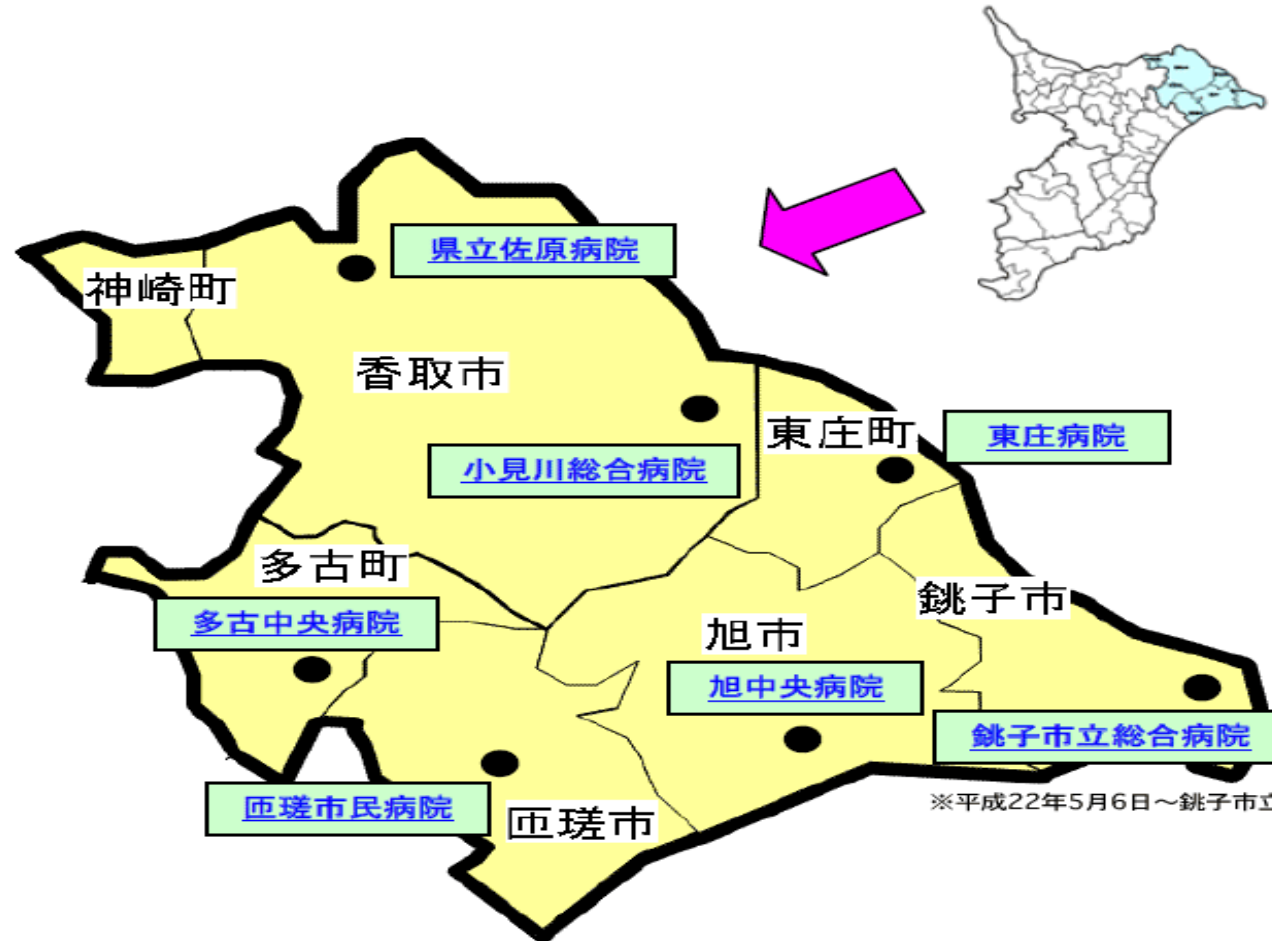 県立佐原病院
神崎町
香取市
東庄町
東庄病院
小見川総合病院
多古町
銚子市
多古中央病院
旭市
旭中央病院
銚子市立総合病院
匝瑳市民病院
匝瑳市
※平成22年5月6日～銚子市立